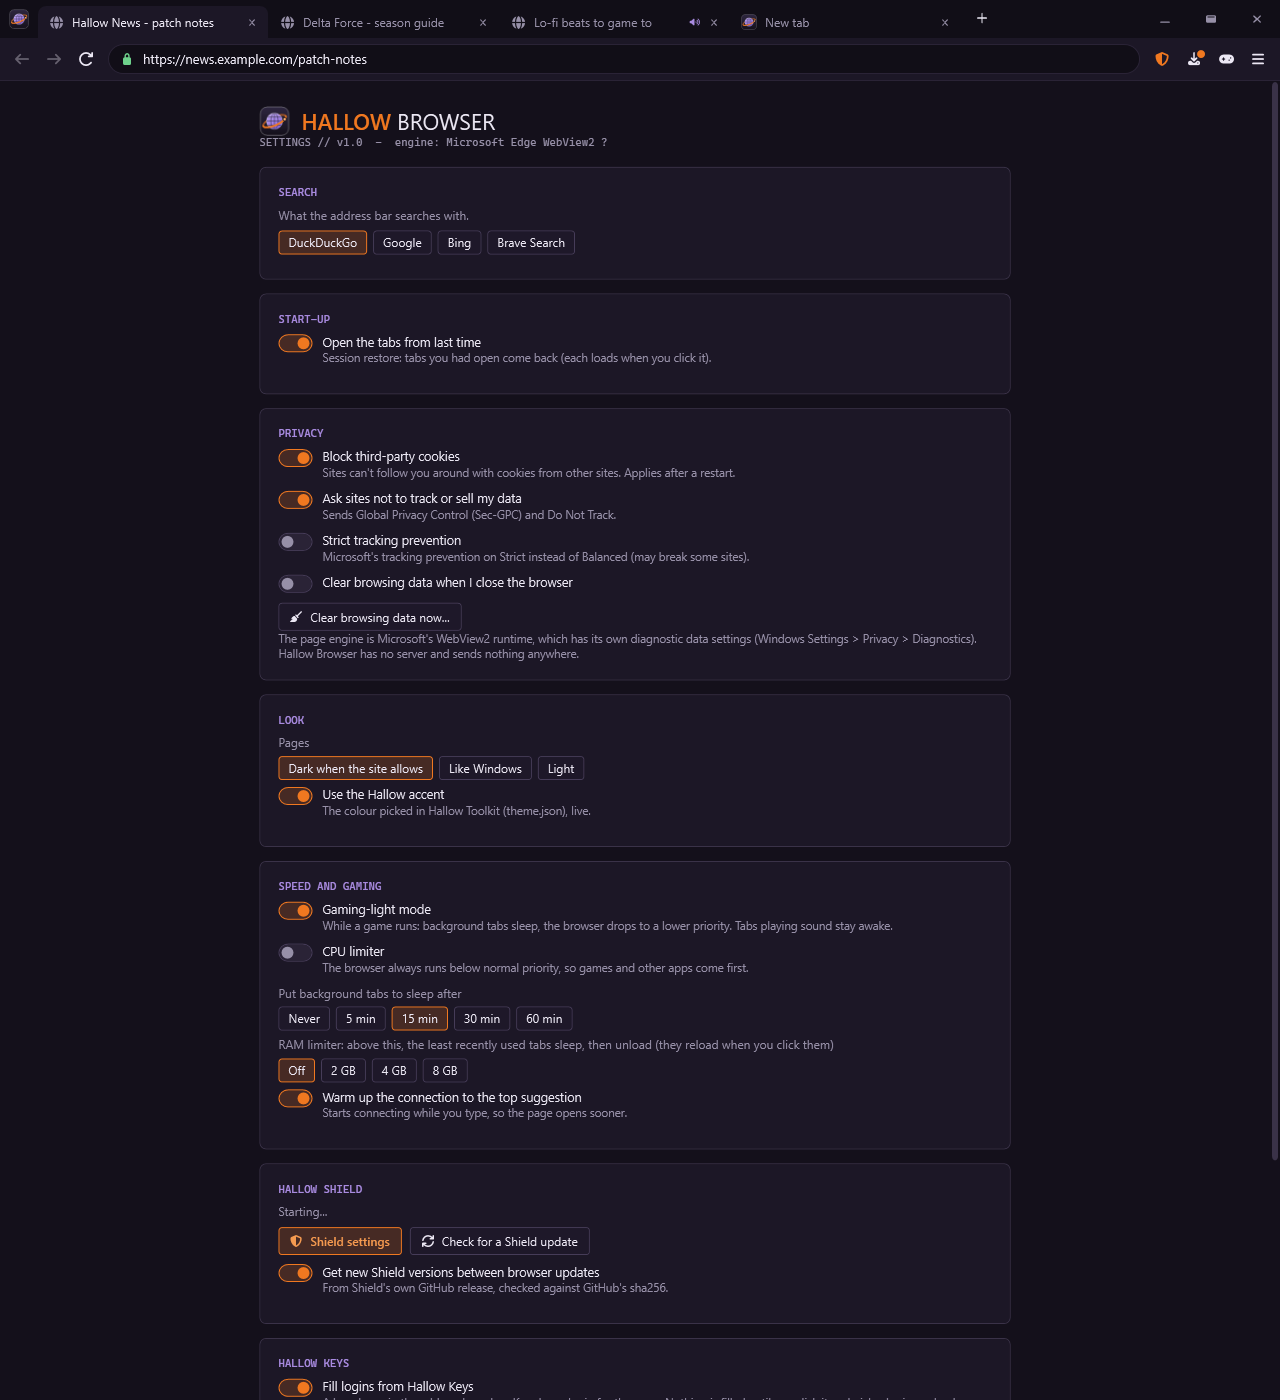 Hallow News - patch notes
Delta Force - season guide
Lo-fi beats to game to
New tab
https://news.example.com/patch-notes
HALLOW BROWSER
SETTINGS // v1.0 – engine: Microsoft Edge WebView2 ?
SEARCH
What the address bar searches with.
DuckDuckGo Google Bing Brave Search
START-UP
Open the tabs from last time
Session restore: tabs you had open come back (each loads when you click it).
PRIVACY
Block third-party cookies
Sites can't follow you around with cookies from other sites. Applies after a restart.
Ask sites not to track or sell my data
Sends Global Privacy Control (Sec-GPC) and Do Not Track.
Strict tracking prevention
Microsoft's tracking prevention on Strict instead of Balanced (may break some sites).
Clear browsing data when I close the browser
Clear browsing data now...
The page engine is Microsoft's WebView2 runtime, which has its own diagnostic data settings (Windows Settings > Privacy > Diagnostics).
Hallow Browser has no server and sends nothing anywhere.
LOOK
Pages
Dark when the site allows Like Windows Light
Use the Hallow accent
The colour picked in Hallow Toolkit (theme.json), live.
SPEED AND GAMING
Gaming-light mode
While a game runs: background tabs sleep, the browser drops to a lower priority. Tabs playing sound stay awake.
CPU limiter
The browser always runs below normal priority, so games and other apps come first.
Put background tabs to sleep after
Never 5 min 15 min 30 min 60 min
RAM limiter: above this, the least recently used tabs sleep, then unload (they reload when you click them)
Off 2 GB 4 GB 8 GB
Warm up the connection to the top suggestion
Starts connecting while you type, so the page opens sooner.
HALLOW SHIELD
Starting...
Shield settings Check for a Shield update
Get new Shield versions between browser updates
From Shield's own GitHub release, checked against GitHub's sha256.
HALLOW KEYS
Fill logins from Hallow Keys